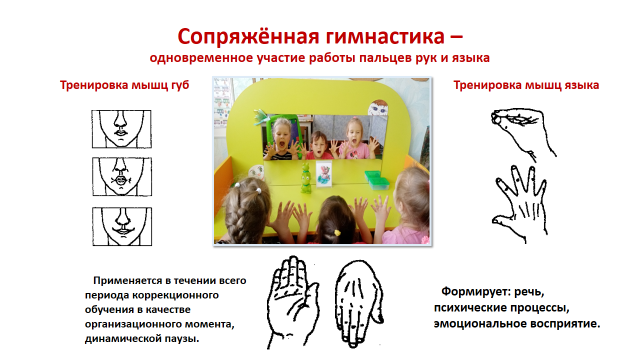 Сопряжённая гимнастика –
одновременное участие работы пальцев рук и языка
Тренировка мышц губ
Тренировка мышц языка
Применяется в течении всего
периода коррекционного
обучения в качестве
организационного момента,
динамической паузы.
Формирует: речь,
психические процессы,
эмоциональное восприятие.